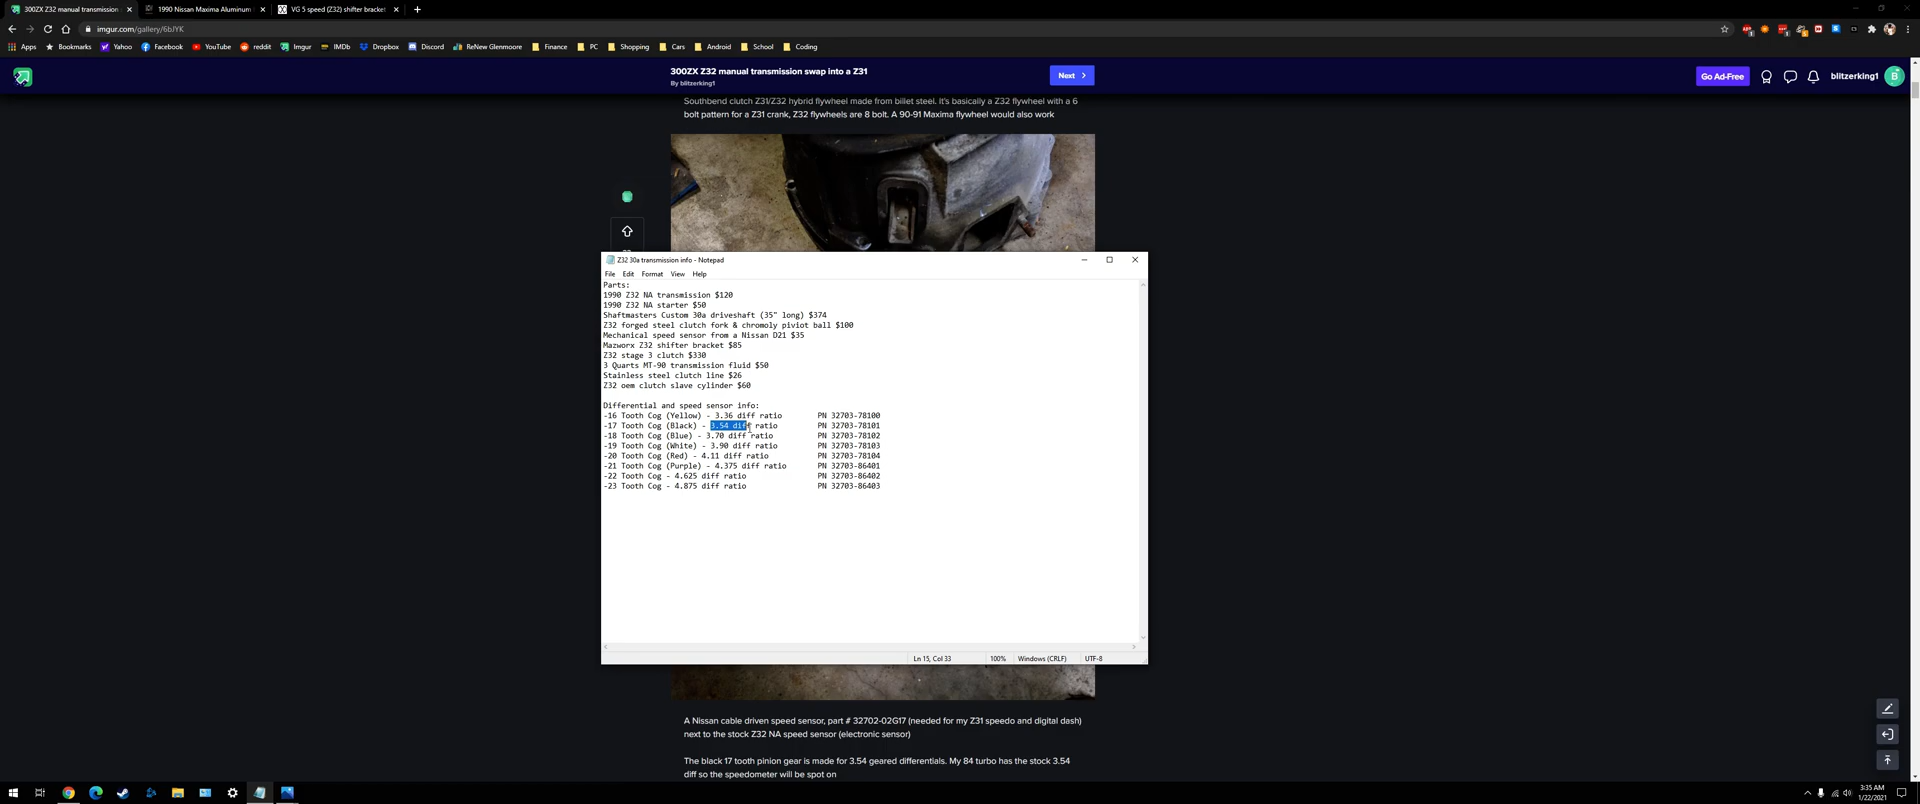 300ZX Z32 manual transmission
1990 Nissan Maxima Aluminum
VG 5 speed (Z32) shifter bracket
imgur.com/gallery/6bJYK
Apps
Bookmarks
Yahoo
Facebook
YouTube
reddit
Imgur
IMDb
Dropbox
Discord
ReNew Glenmoore
Finance
PC
Shopping
Cars
Android
School
Coding
300ZX Z32 manual transmission swap into a Z31
By blitzerking1
Next
Go Ad-Free
blitzerking1
B
Southbend clutch Z31/Z32 hybrid flywheel made from billet steel. It's basically a Z32 flywheel with a 6
bolt pattern for a Z31 crank, Z32 flywheels are 8 bolt. A 90-91 Maxima flywheel would also work
Z32 30a transmission info - Notepad
File Edit Format View Help
Parts:
1990 Z32 NA transmission $120
1990 Z32 NA starter $50
Shaftmasters Custom 30a driveshaft (35" long) $374
Z32 forged steel clutch fork & chromoly piviot ball $100
Mechanical speed sensor from a Nissan D21 $35
Mazworx Z32 shifter bracket $85
Z32 stage 3 clutch $330
3 Quarts MT-90 transmission fluid $50
Stainless steel clutch line $26
Z32 oem clutch slave cylinder $60
Differential and speed sensor info:
-16 Tooth Cog (Yellow) - 3.36 diff ratio PN 32703-78100
-17 Tooth Cog (Black) - 3.54 diff ratio PN 32703-78101
-18 Tooth Cog (Blue) - 3.70 diff ratio PN 32703-78102
-19 Tooth Cog (White) - 3.90 diff ratio PN 32703-78103
-20 Tooth Cog (Red) - 4.11 diff ratio PN 32703-78104
-21 Tooth Cog (Purple) - 4.375 diff ratio PN 32703-86401
-22 Tooth Cog - 4.625 diff ratio PN 32703-86402
-23 Tooth Cog - 4.875 diff ratio PN 32703-86403
Ln 15, Col 33 100% Windows (CRLF) UTF-8
A Nissan cable driven speed sensor, part # 32702-02G17 (needed for my Z31 speedo and digital dash)
next to the stock Z32 NA speed sensor (electronic sensor)
The black 17 tooth pinion gear is made for 3.54 geared differentials. My 84 turbo has the stock 3.54
diff so the speedometer will be spot on
3:35 AM
1/22/2021